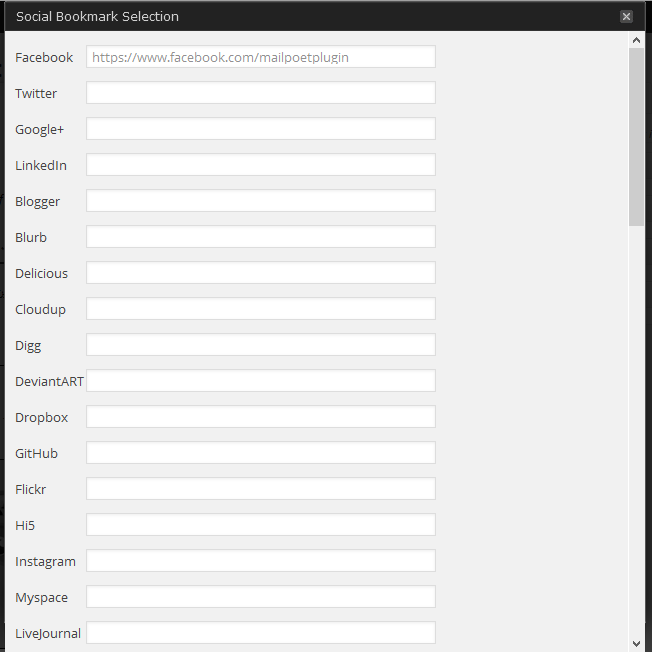 Social Bookmark Selection
Facebook https://www.facebook.com/mailpoetplugin
Twitter
Google+
LinkedIn
Blogger
Blurb
Delicious
Cloudup
Digg
DeviantART
Dropbox
GitHub
Flickr
Hi5
Instagram
Myspace
LiveJournal